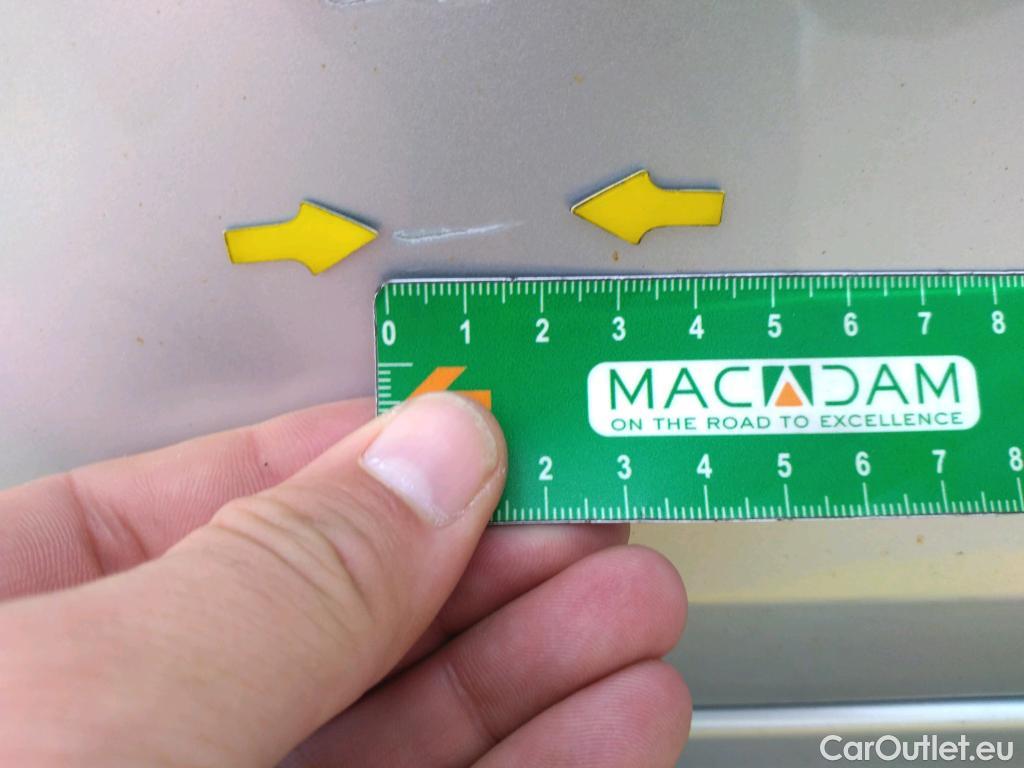 0 1 2 3 4 5 6 7 8
MACADAM
ON THE ROAD TO EXCELLENCE
2 3 4 5 6 7 8
CarOutlet.eu